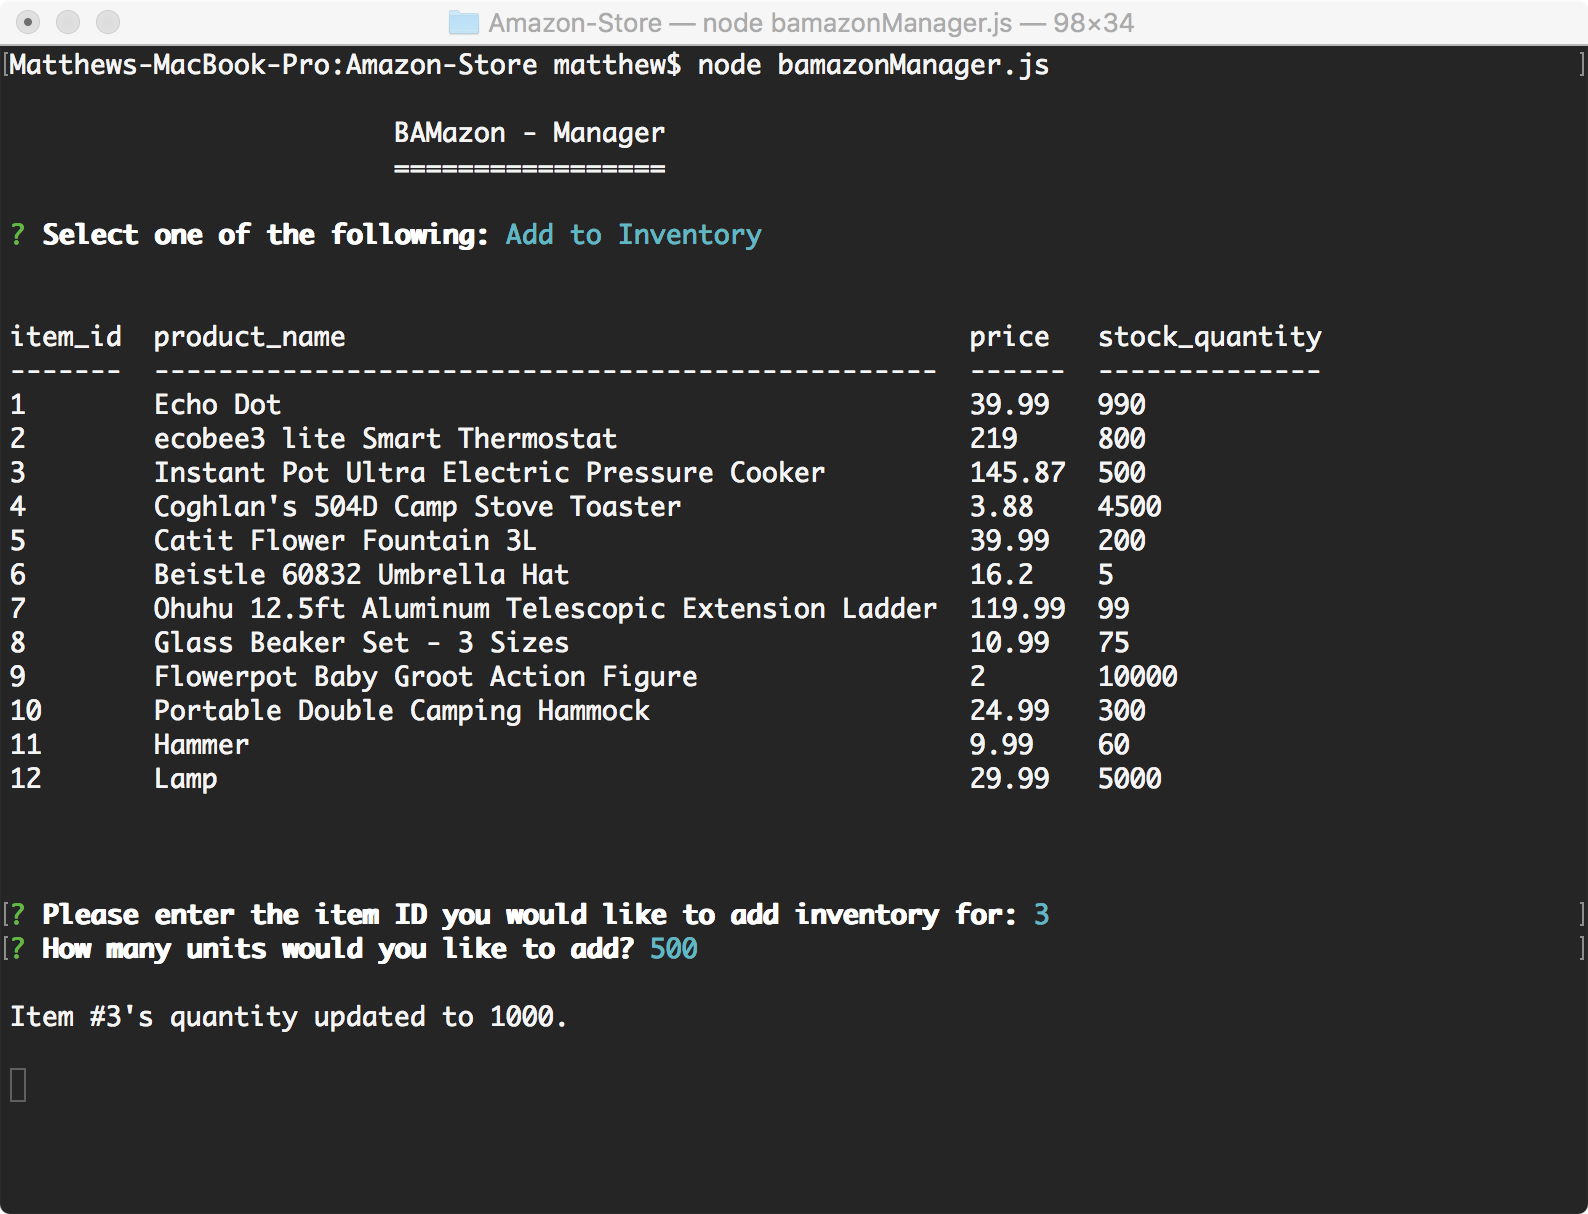 Amazon-Store — node bamazonManager.js — 98×34
[Matthews-MacBook-Pro:Amazon-Store matthew$ node bamazonManager.js ]
BAMazon - Manager
=================
? Select one of the following: Add to Inventory
item_id  product_name                                       price   stock_quantity
-------  -------------------------------------------------  ------  --------------
1        Echo Dot                                           39.99   990
2        ecobee3 lite Smart Thermostat                      219     800
3        Instant Pot Ultra Electric Pressure Cooker         145.87  500
4        Coghlan's 504D Camp Stove Toaster                  3.88    4500
5        Catit Flower Fountain 3L                           39.99   200
6        Beistle 60832 Umbrella Hat                         16.2    5
7        Ohuhu 12.5ft Aluminum Telescopic Extension Ladder  119.99  99
8        Glass Beaker Set - 3 Sizes                         10.99   75
9        Flowerpot Baby Groot Action Figure                 2       10000
10       Portable Double Camping Hammock                    24.99   300
11       Hammer                                             9.99    60
12       Lamp                                               29.99   5000
[? Please enter the item ID you would like to add inventory for: 3 ]
[? How many units would you like to add? 500 ]
Item #3's quantity updated to 1000.